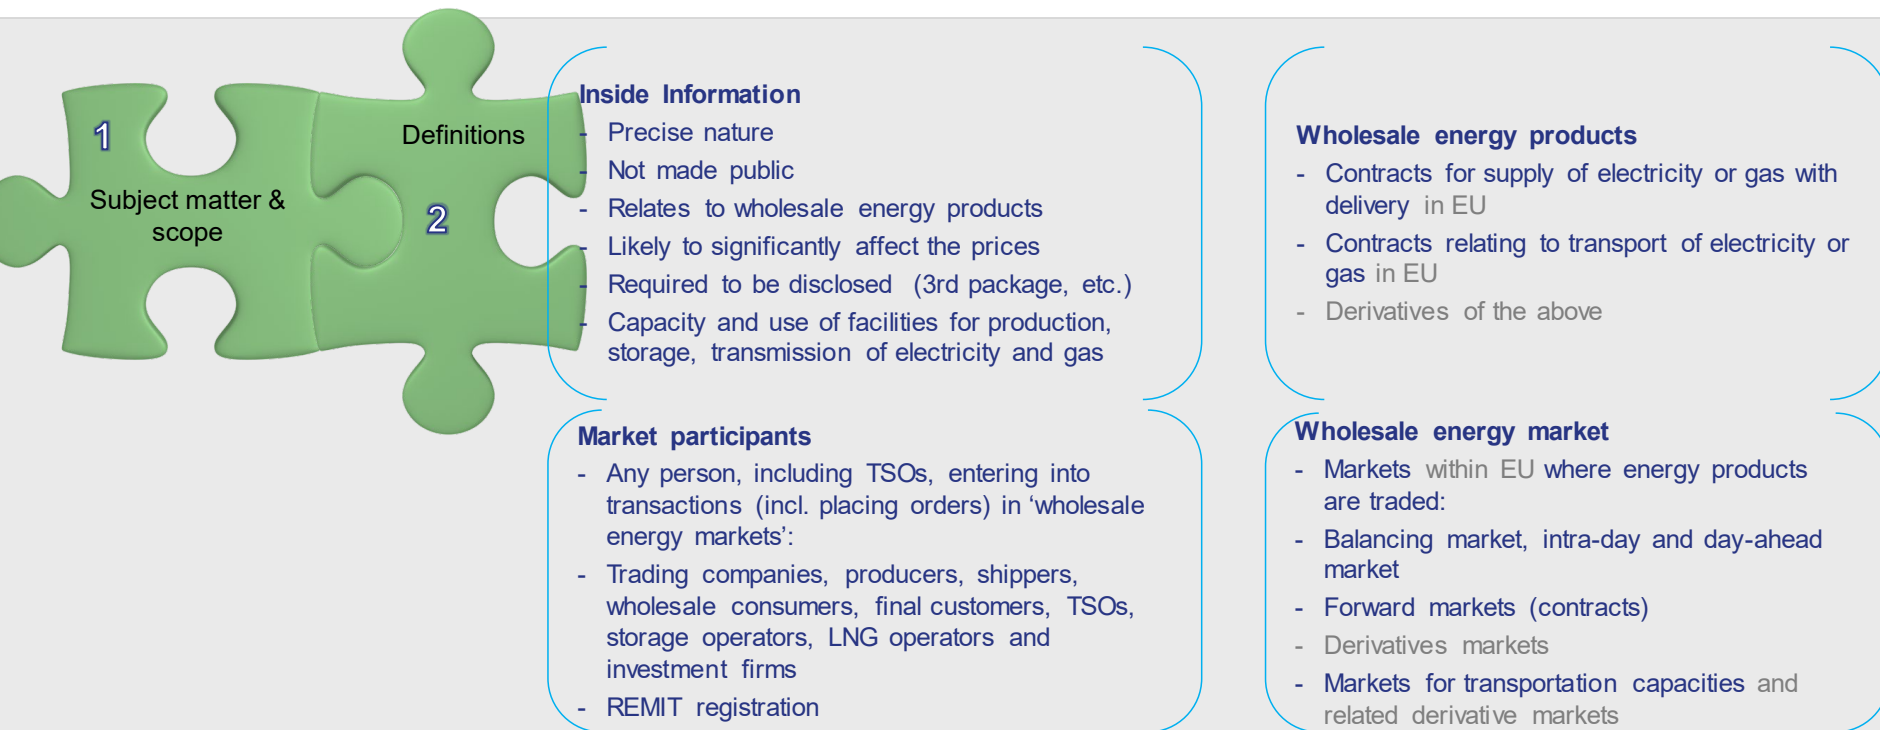 1
Subject matter &
scope
Definitions
2
Inside Information
- Precise nature
- Not made public
- Relates to wholesale energy products
- Likely to significantly affect the prices
- Required to be disclosed (3rd package, etc.)
- Capacity and use of facilities for production,
storage, transmission of electricity and gas
Wholesale energy products
- Contracts for supply of electricity or gas with
delivery in EU
- Contracts relating to transport of electricity or
gas in EU
- Derivatives of the above
Market participants
- Any person, including TSOs, entering into
transactions (incl. placing orders) in ‘wholesale
energy markets’:
- Trading companies, producers, shippers,
wholesale consumers, final customers, TSOs,
storage operators, LNG operators and
investment firms
- REMIT registration
Wholesale energy market
- Markets within EU where energy products
are traded:
- Balancing market, intra-day and day-ahead
market
- Forward markets (contracts)
- Derivatives markets
- Markets for transportation capacities and
related derivative markets